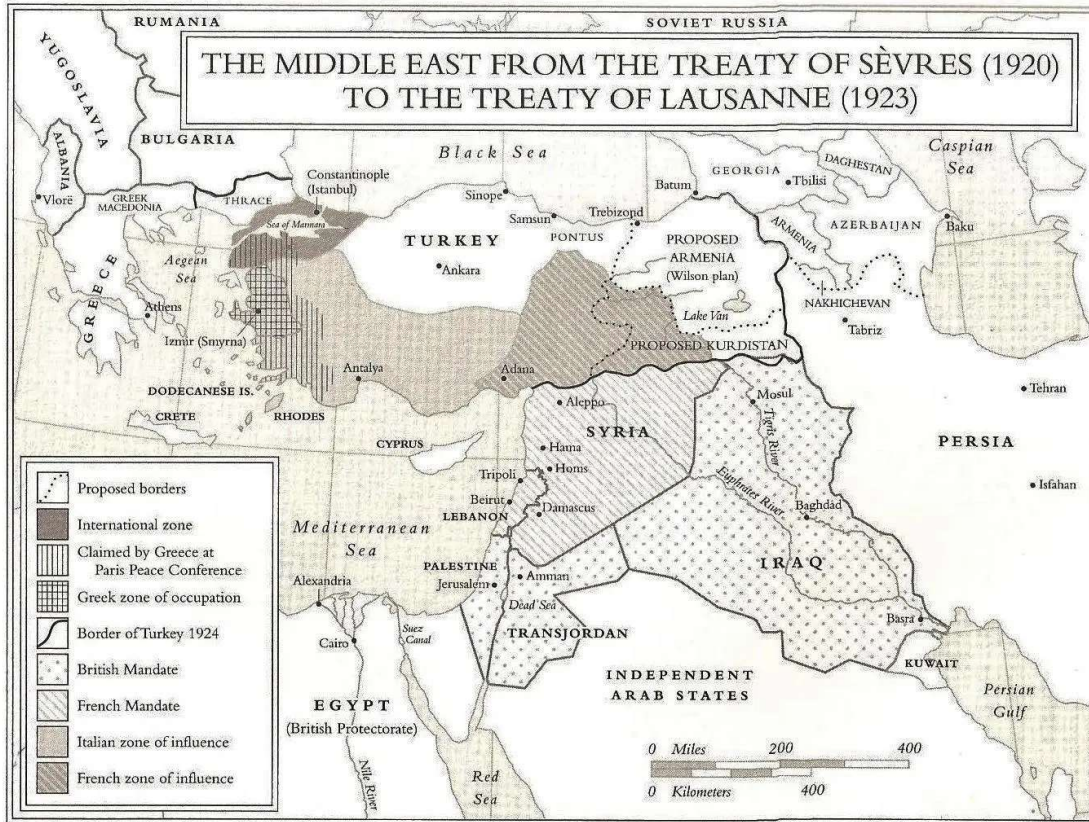 RUMANIA
SOVIET RUSSIA
YUGOSLAVIA
THE MIDDLE EAST FROM THE TREATY OF SÈVRES (1920)
TO THE TREATY OF LAUSANNE (1923)
BULGARIA
ALBANIA
Black Sea
Caspian
Sea
DAGHESTAN
GEORGIA
Constantinople
(Istanbul)
Vlorë
GREEK
MACEDONIA
THRACE
Sinope
Batum
Tbilisi
Sea of Marmara
Samsun
Trebizond
ARMENIA
AZERBAIJAN
Baku
TURKEY
PONTUS
PROPOSED
ARMENIA
(Wilson plan)
Aegean
Sea
Ankara
GREECE
Athens
NAKHICHEVAN
Lake Van
Tabriz
Izmir (Smyrna)
PROPOSED KURDISTAN
Antalya
Adana
DODECANESE IS.
Tehran
CRETE
RHODES
Aleppo
Mosul
SYRIA
Tigris River
PERSIA
CYPRUS
Hama
Homs
Tripoli
Euphrates River
Isfahan
Beirut
LEBANON
Damascus
Baghdad
Mediterranean
Sea
IRAQ
PALESTINE
Alexandria
Jerusalem
Amman
Dead Sea
Basra
Suez
Canal
TRANSJORDAN
Cairo
KUWAIT
INDEPENDENT
ARAB STATES
EGYPT
(British Protectorate)
Persian
Gulf
Nile River
Red
Sea
0 Miles 200 400
0 Kilometers 400
Proposed borders
International zone
Claimed by Greece at
Paris Peace Conference
Greek zone of occupation
Border of Turkey 1924
British Mandate
French Mandate
Italian zone of influence
French zone of influence